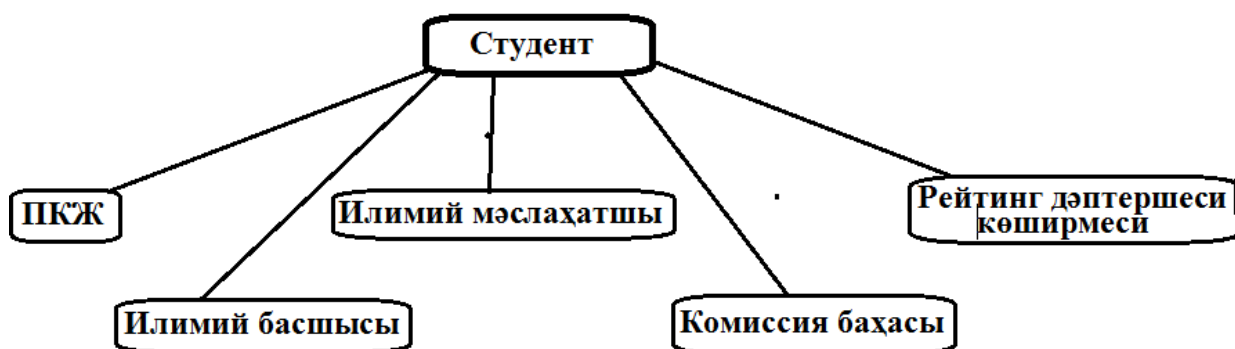 Студент
ПКЖ
Илимий мәслаҳатшы
Рейтинг дәптершеси
көширмеси
Илимий басшысы
Комиссия баҳасы